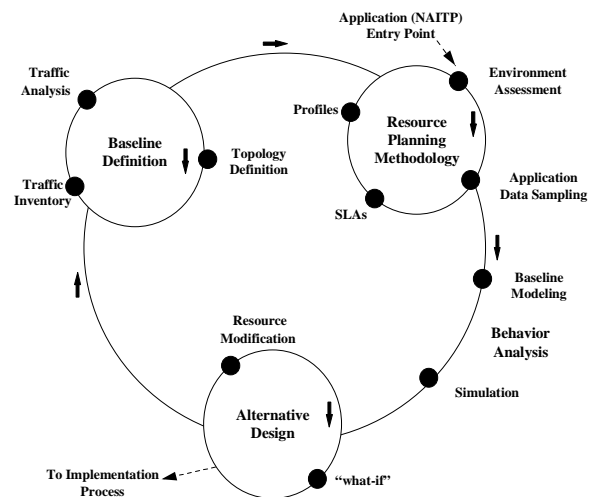 Application (NAITP)
Entry Point
Traffic
Analysis
Environment
Assessment
Profiles
Baseline
Definition
Resource
Planning
Methodology
Topology
Definition
Traffic
Inventory
Application
Data Sampling
SLAs
Baseline
Modeling
Resource
Modification
Behavior
Analysis
Simulation
Alternative
Design
To Implementation
Process
“what-if”